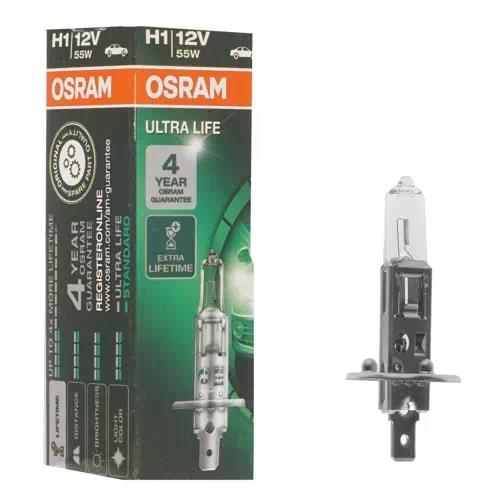 H1 12V
55W
OSRAM
ORIGINAL
SPARE PART
QUALITY
UP TO 4x MORE LIFETIME
4 YEAR
OSRAM
GUARANTEE
REGISTER ONLINE
www.osram.com/am-guarantee
ULTRA LIFE
STANDARD
LIFETIME
DISTANCE
BRIGHTNESS
LIGHT
COLOR
H1 12V
55W
OSRAM
ULTRA LIFE
4
YEAR
OSRAM
GUARANTEE
EXTRA
LIFETIME